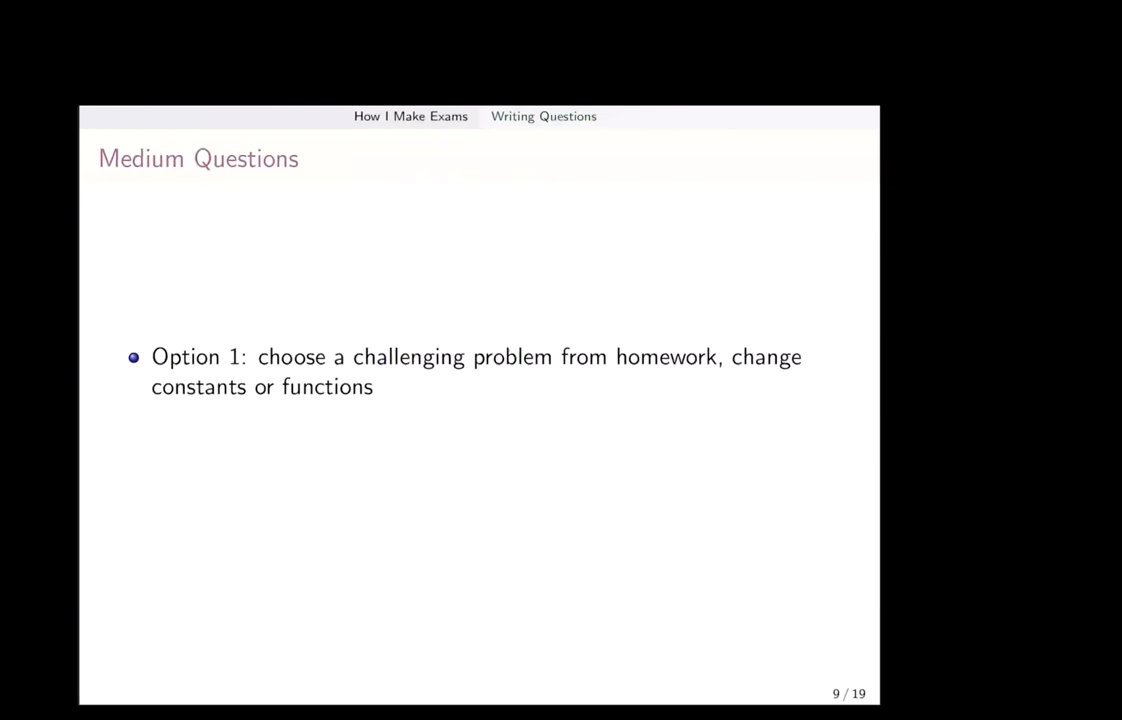 How I Make Exams Writing Questions
Medium Questions
Option 1: choose a challenging problem from homework, change
constants or functions
9 / 19